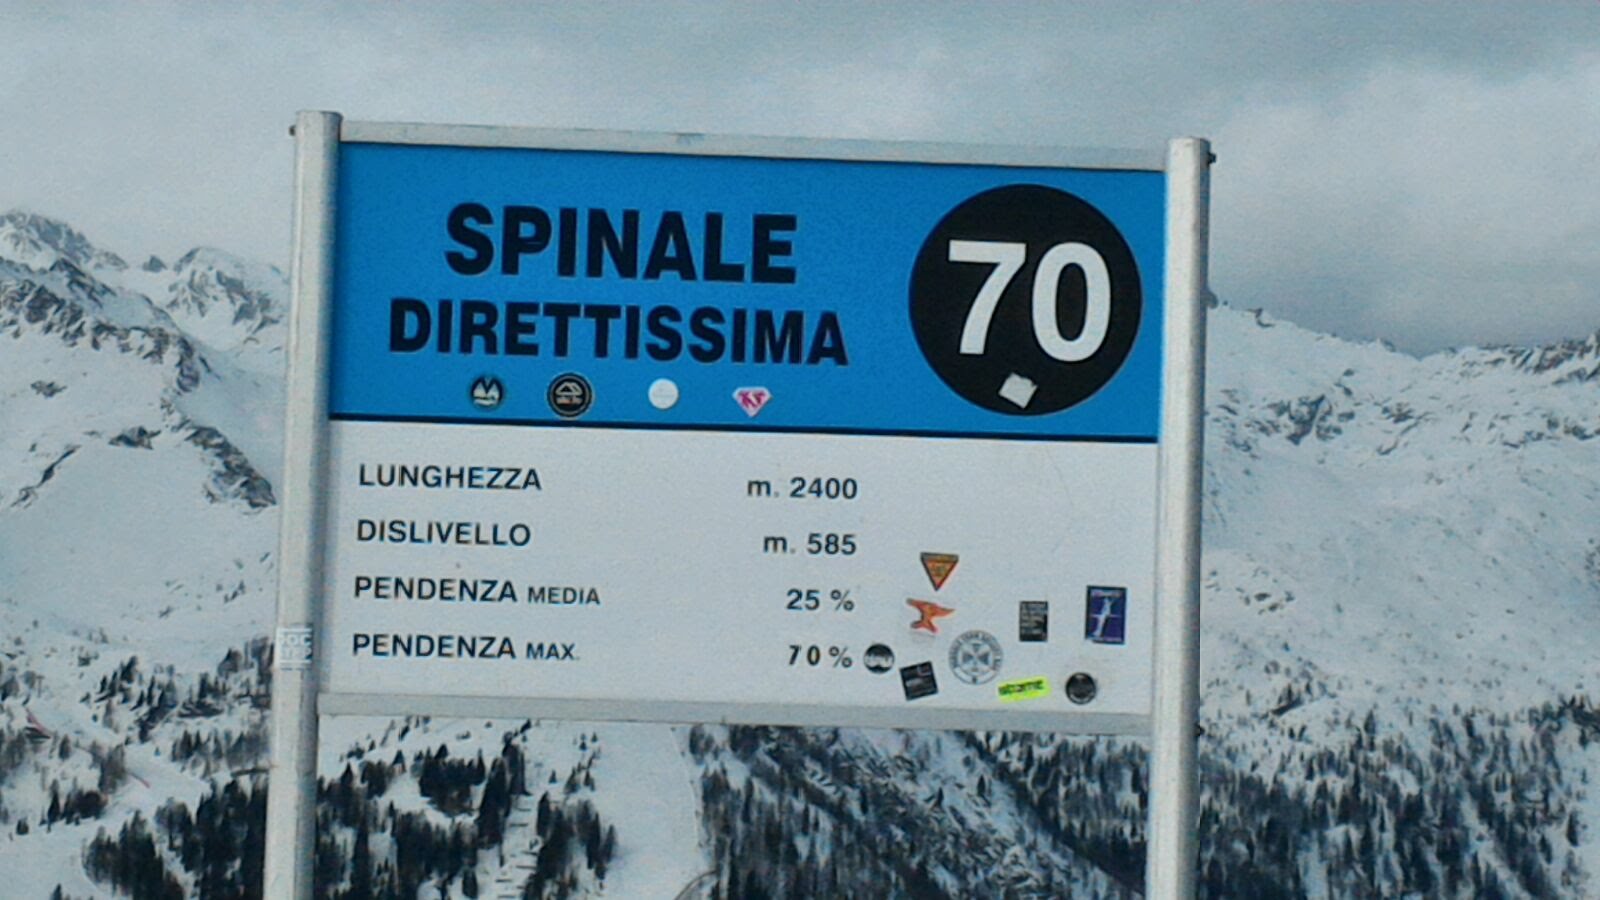 SPINALE
DIRETTISSIMA
70
LUNGHEZZA m. 2400
DISLIVELLO m. 585
PENDENZA MEDIA 25 %
PENDENZA MAX. 70 %